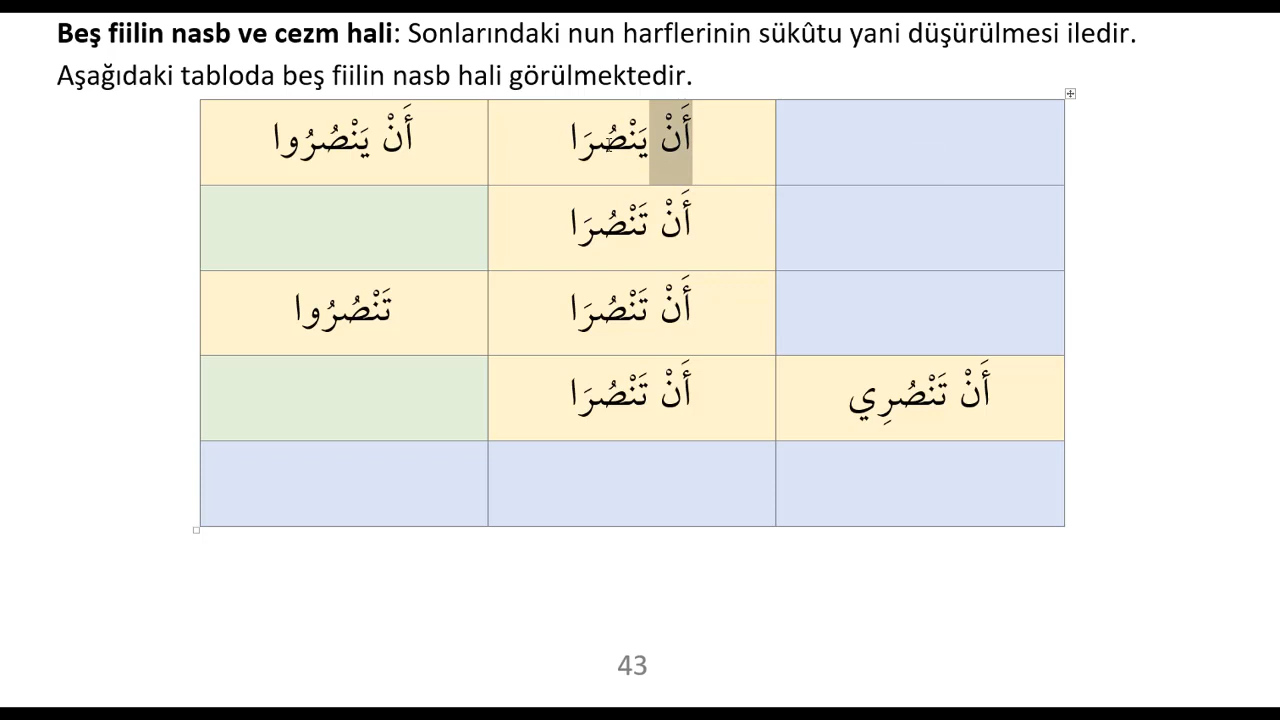 Beş fiilin nasb ve cezm hali: Sonlarındaki nun harflerinin sükûtu yani düşürülmesi iledir.
Aşağıdaki tabloda beş fiilin nasb hali görülmektedir.
أَنْ يَنْصُرَا أَنْ يَنْصُرُوا
أَنْ تَنْصُرَا
أَنْ تَنْصُرَا تَنْصُرُوا
أَنْ تَنْصُرِي أَنْ تَنْصُرَا
43